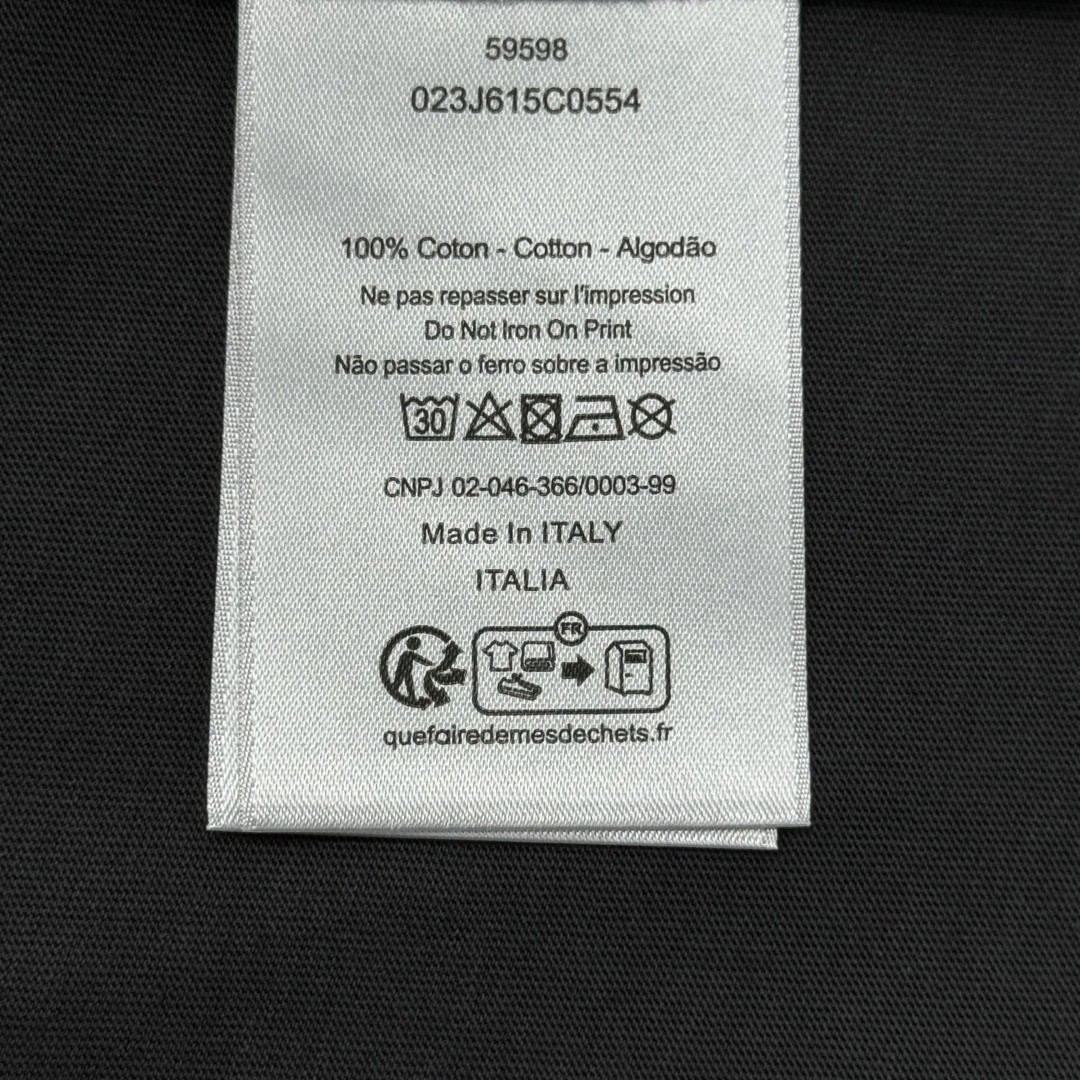 59598
023J615C0554
100% Coton - Cotton - Algodão
Ne pas repasser sur l'impression
Do Not Iron On Print
Não passar o ferro sobre a impressão
30
CNPJ 02-046-366/0003-99
Made In ITALY
ITALIA
FR
quefairedemesdechets.fr